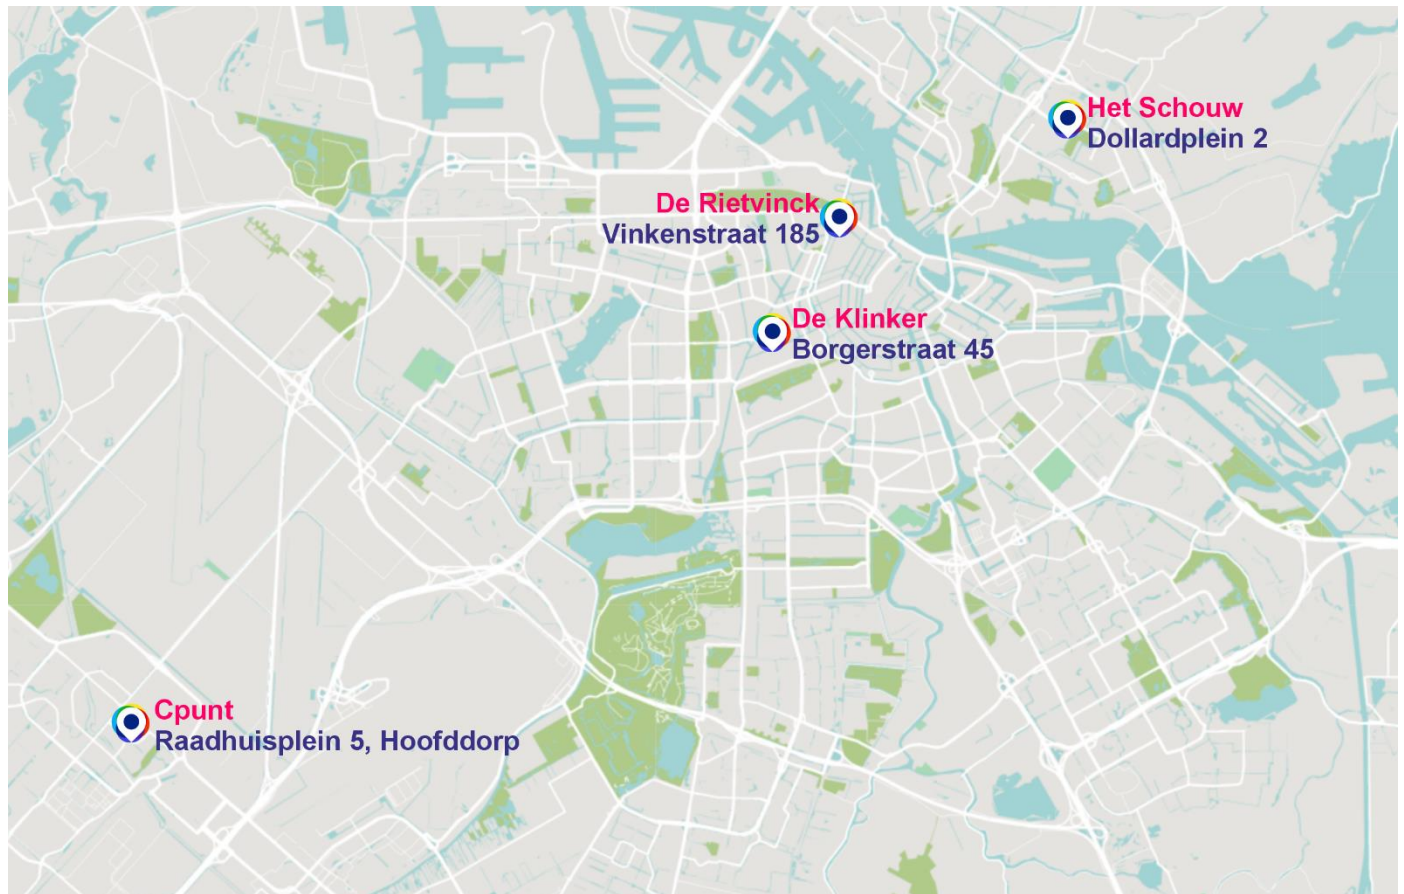 Het Schouw
Dollardplein 2
De Rietvinck
Vinkenstraat 185
De Klinker
Borgerstraat 45
Cpunt
Raadhuisplein 5, Hoofddorp